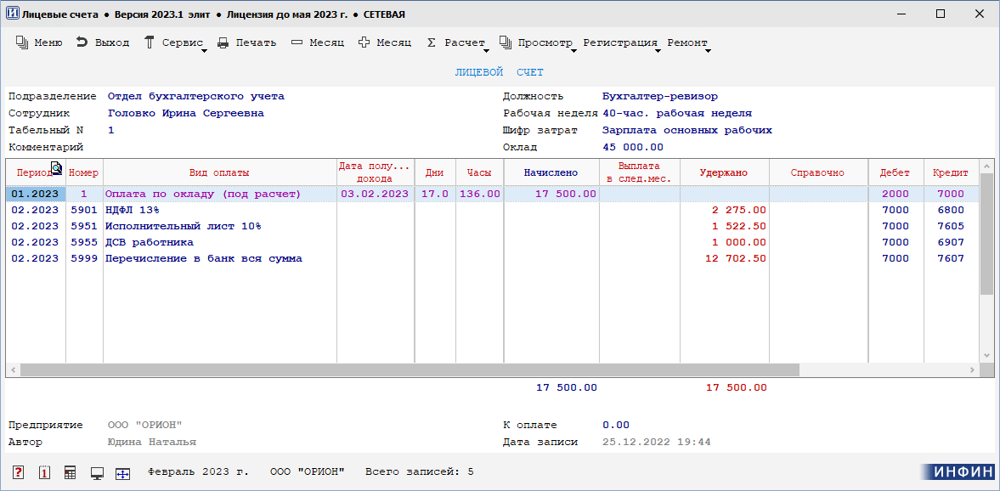 Лицевые счета ● Версия 2023.1 элит ● Лицензия до мая 2023 г. ● СЕТЕВАЯ
Меню Выход Сервис Печать Месяц Месяц Σ Расчет Просмотр Регистрация Ремонт
ЛИЦЕВОЙ СЧЕТ
Подразделение Отдел бухгалтерского учета Должность Бухгалтер-ревизор
Сотрудник Головко Ирина Сергеевна Рабочая неделя 40-час. рабочая неделя
Табельный N 1 Шифр затрат Зарплата основных рабочих
Комментарий Оклад 45 000.00
Период Номер Вид оплаты Дата полу... дохода Дни Часы Начислено Выплата в след.мес. Удержано Справочно Дебет Кредит
01.2023 1 Оплата по окладу (под расчет) 03.02.2023 17.0 136.00 17 500.00 2000 7000
02.2023 5901 НДФЛ 13% 2 275.00 7000 6800
02.2023 5951 Исполнительный лист 10% 1 522.50 7000 7605
02.2023 5955 ДСВ работника 1 000.00 7000 6907
02.2023 5999 Перечисление в банк вся сумма 12 702.50 7000 7607
17 500.00 17 500.00
Предприятие ООО "ОРИОН" К оплате 0.00
Автор Юдина Наталья Дата записи 25.12.2022 19:44
? 1 Февраль 2023 г. ООО "ОРИОН" Всего записей: 5 ИНФИН